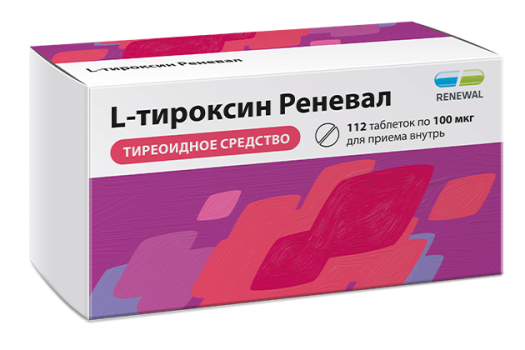 L-тироксин Реневал
L-тироксин Реневал
RENEWAL
ТИРЕОИДНОЕ СРЕДСТВО
112 таблеток по 100 мкг
для приема внутрь